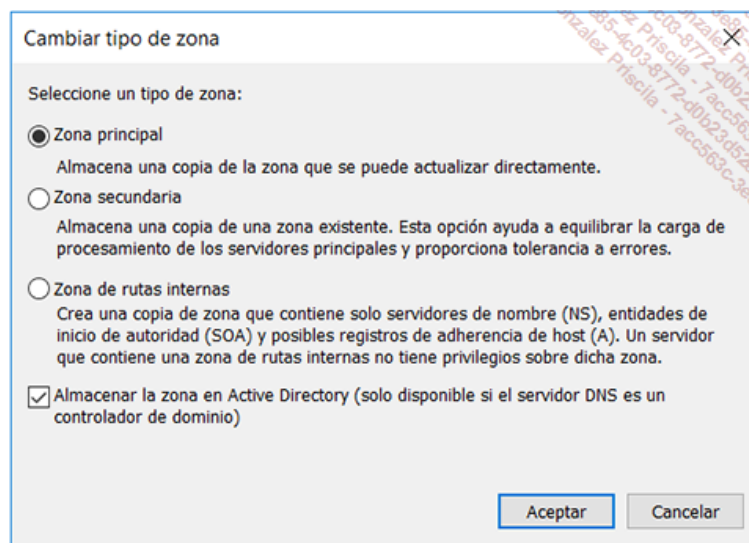 Cambiar tipo de zona
Seleccione un tipo de zona:
Zona principal
Almacena una copia de la zona que se puede actualizar directamente.
Zona secundaria
Almacena una copia de una zona existente. Esta opción ayuda a equilibrar la carga de
procesamiento de los servidores principales y proporciona tolerancia a errores.
Zona de rutas internas
Crea una copia de zona que contiene solo servidores de nombre (NS), entidades de
inicio de autoridad (SOA) y posibles registros de adherencia de host (A). Un servidor
que contiene una zona de rutas internas no tiene privilegios sobre dicha zona.
Almacenar la zona en Active Directory (solo disponible si el servidor DNS es un
controlador de dominio)
Aceptar
Cancelar